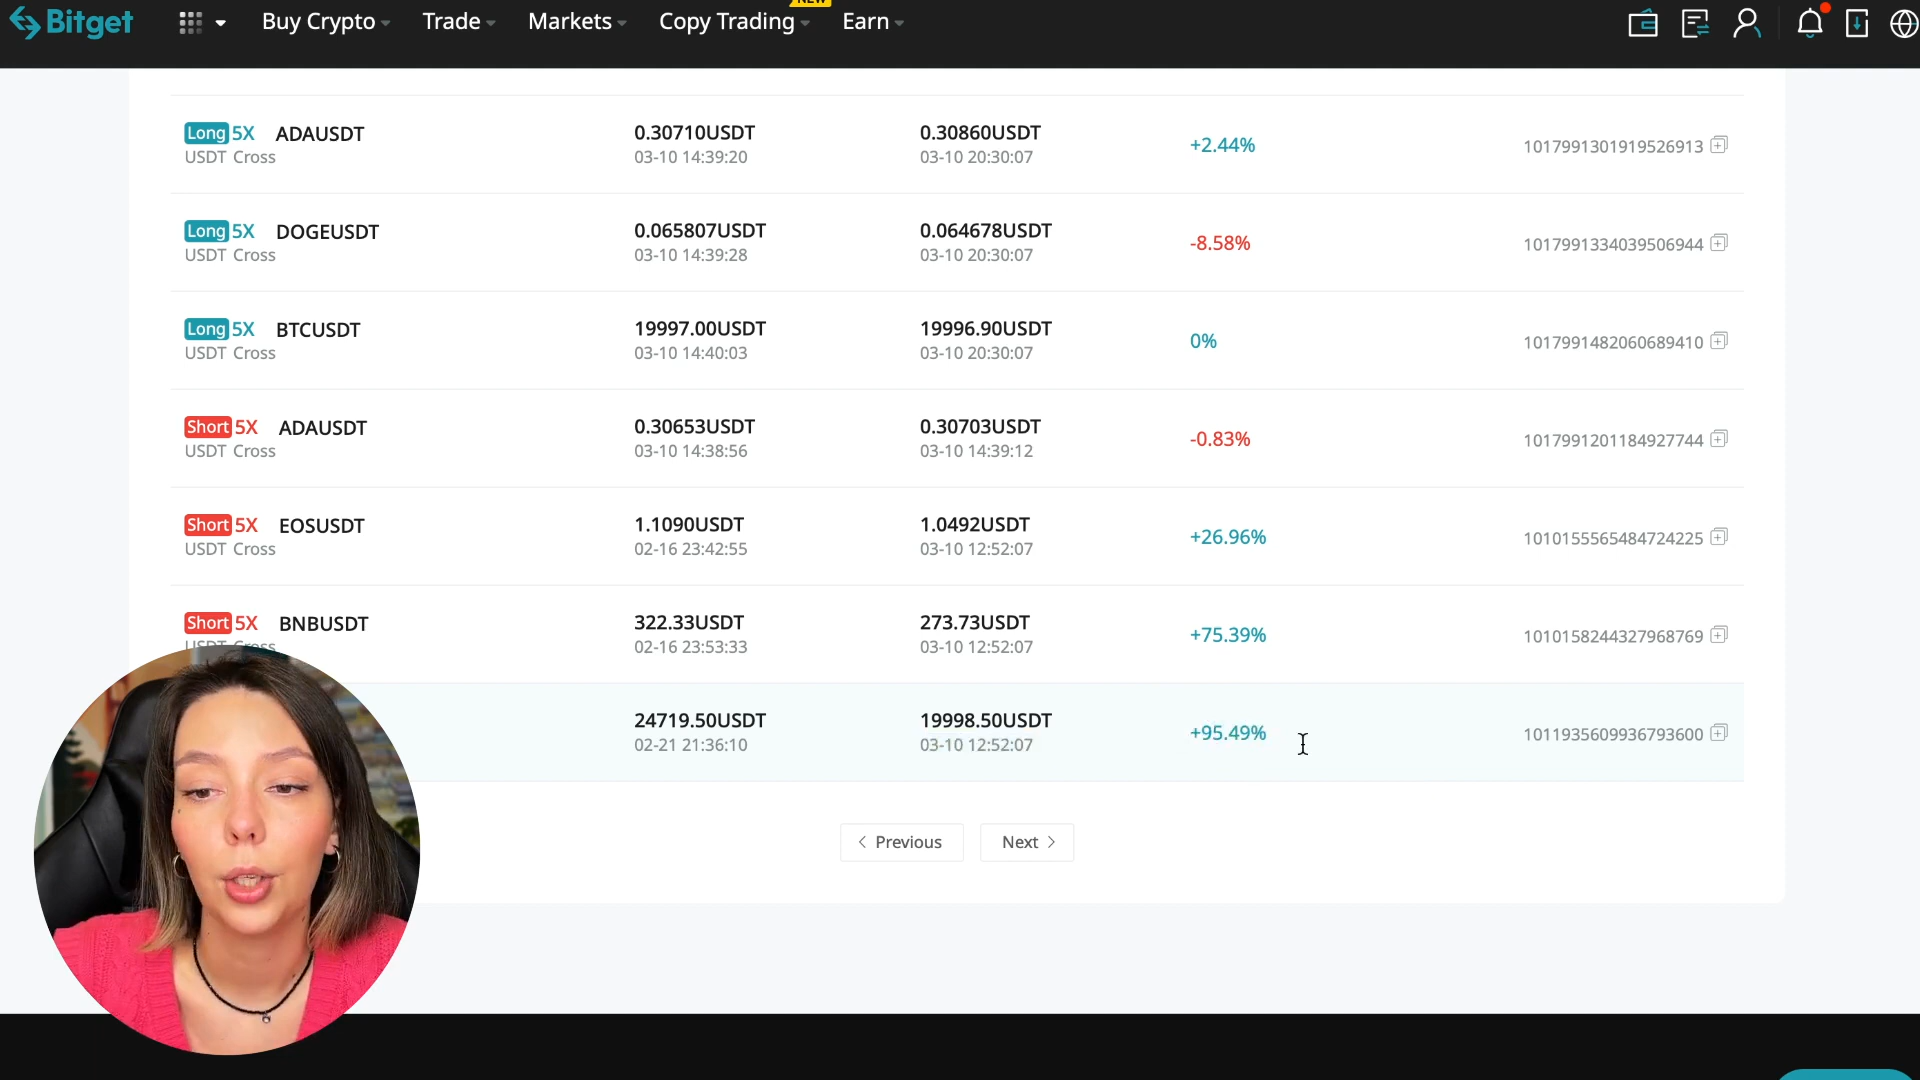 Bitget Buy Crypto Trade Markets Copy Trading NEW Earn
Long 5X ADAUSDT 0.30710USDT 0.30860USDT +2.44% 1017991301919526913
USDT Cross 03-10 14:39:20 03-10 20:30:07
Long 5X DOGEUSDT 0.065807USDT 0.064678USDT -8.58% 1017991334039506944
USDT Cross 03-10 14:39:28 03-10 20:30:07
Long 5X BTCUSDT 19997.00USDT 19996.90USDT 0% 1017991482060689410
USDT Cross 03-10 14:40:03 03-10 20:30:07
Short 5X ADAUSDT 0.30653USDT 0.30703USDT -0.83% 1017991201184927744
USDT Cross 03-10 14:38:56 03-10 14:39:12
Short 5X EOSUSDT 1.1090USDT 1.0492USDT +26.96% 1010155565484724225
USDT Cross 02-16 23:42:55 03-10 12:52:07
Short 5X BNBUSDT 322.33USDT 273.73USDT +75.39% 1010158244327968769
USDT Cross 02-16 23:53:33 03-10 12:52:07
24719.50USDT 19998.50USDT +95.49% 1011935609936793600
02-21 21:36:10 03-10 12:52:07
Previous Next